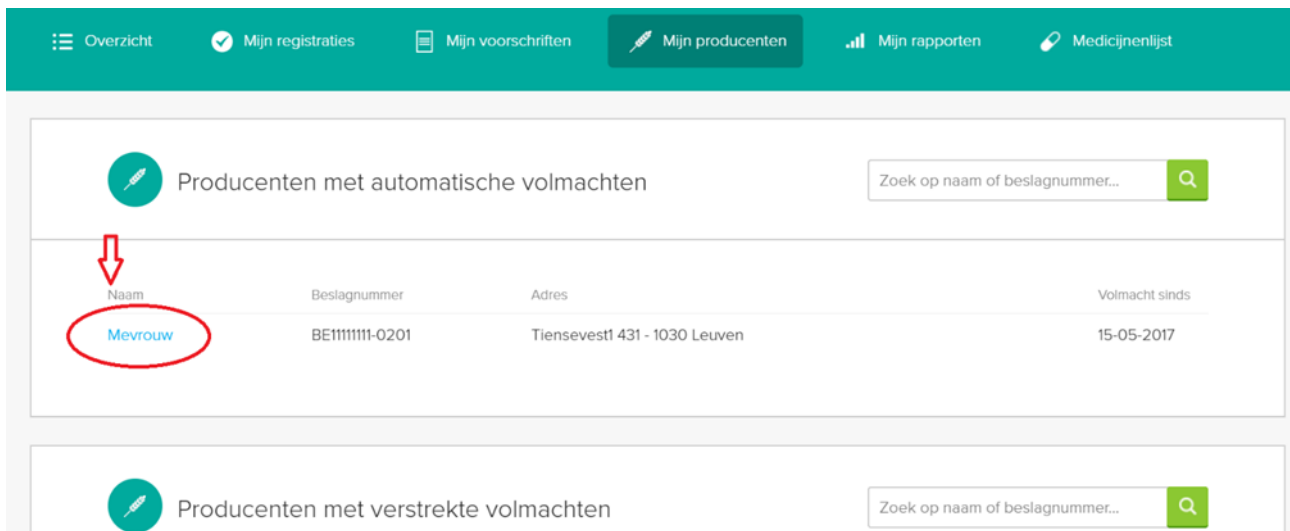 Overzicht Mijn registraties Mijn voorschriften Mijn producenten Mijn rapporten Medicijnenlijst
Producenten met automatische volmachten Zoek op naam of beslagnummer...
Naam Beslagnummer Adres Volmacht sinds
Mevrouw BE11111111-0201 Tiensevest1 431 - 1030 Leuven 15-05-2017
Producenten met verstrekte volmachten Zoek op naam of beslagnummer...